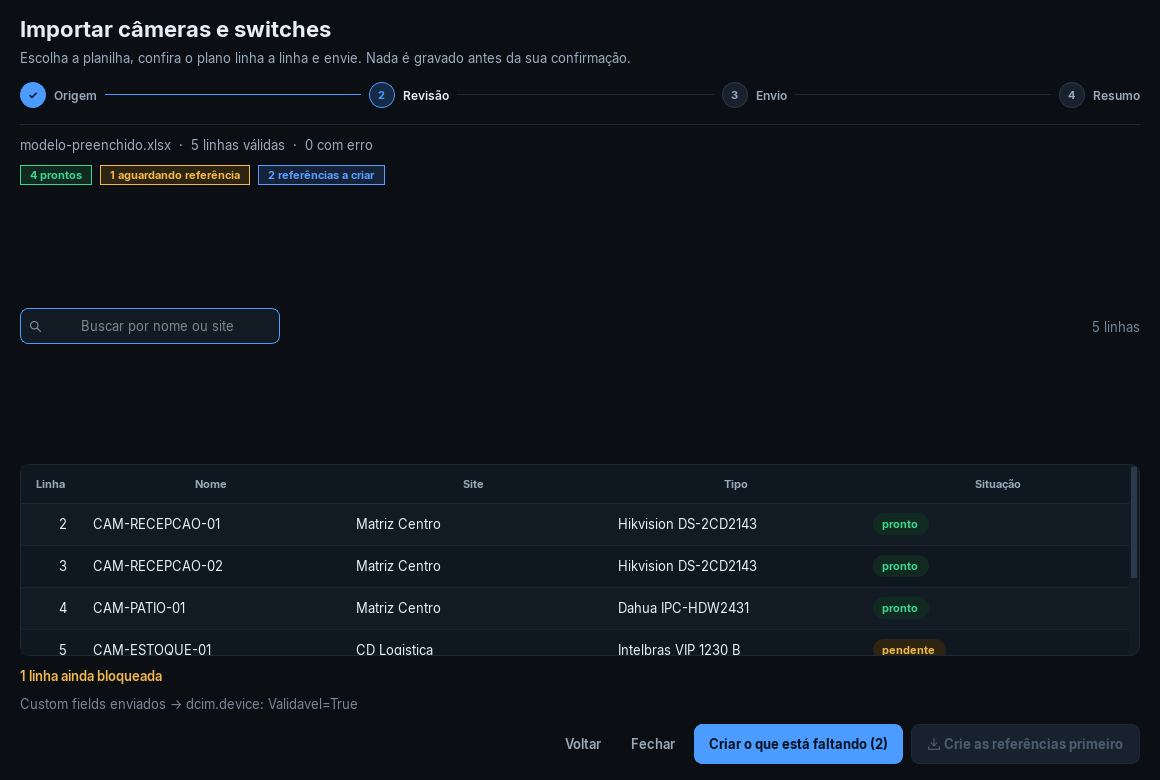 Importar câmeras e switches
Escolha a planilha, confira o plano linha a linha e envie. Nada é gravado antes da sua confirmação.
Origem 2 Revisão 3 Envio 4 Resumo
modelo-preenchido.xlsx · 5 linhas válidas · 0 com erro
4 prontos 1 aguardando referência 2 referências a criar
Buscar por nome ou site 5 linhas
Linha Nome Site Tipo Situação
2 CAM-RECEPCAO-01 Matriz Centro Hikvision DS-2CD2143 pronto
3 CAM-RECEPCAO-02 Matriz Centro Hikvision DS-2CD2143 pronto
4 CAM-PATIO-01 Matriz Centro Dahua IPC-HDW2431 pronto
5 CAM-ESTOQUE-01 CD Logistica Intelbras VIP 1230 B pendente
1 linha ainda bloqueada
Custom fields enviados → dcim.device: Validavel=True
Voltar Fechar Criar o que está faltando (2) Crie as referências primeiro